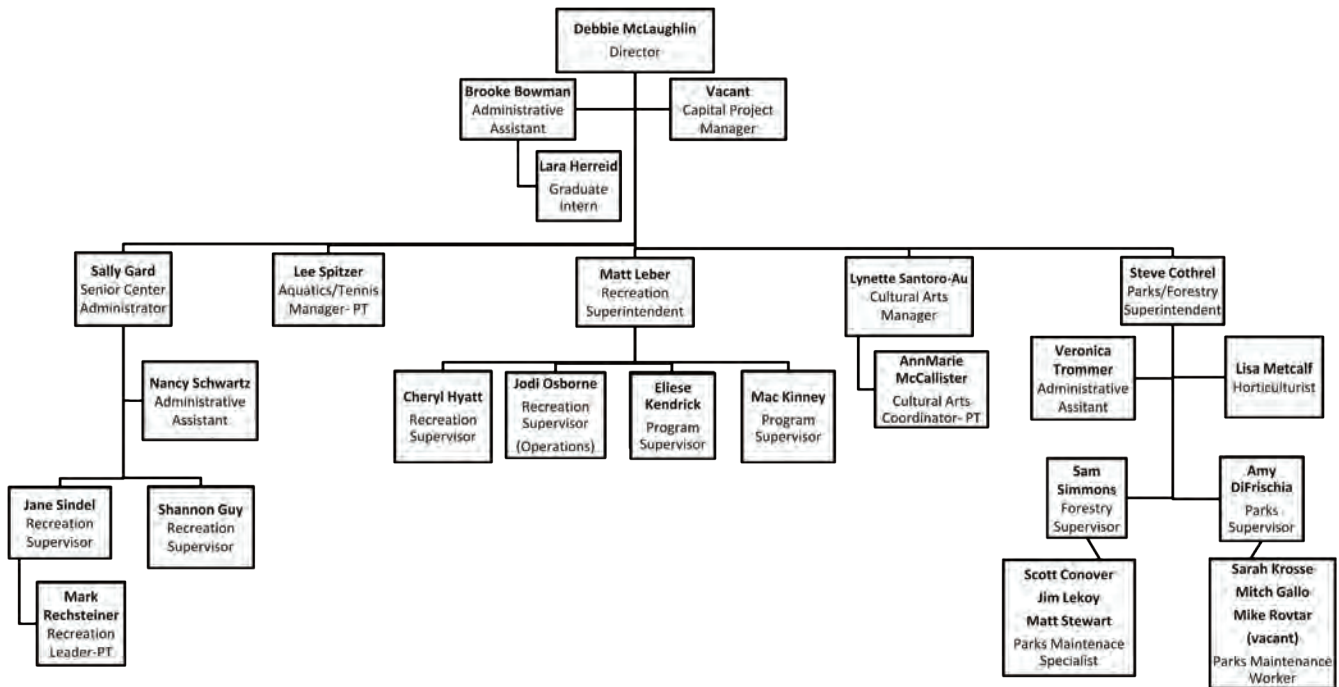 Debbie McLaughlin
Director
Brooke Bowman
Administrative
Assistant
Vacant
Capital Project
Manager
Lara Herreid
Graduate
Intern
Sally Gard
Senior Center
Administrator
Lee Spitzer
Aquatics/Tennis
Manager- PT
Matt Leber
Recreation
Superintendent
Lynette Santoro-Au
Cultural Arts
Manager
Steve Cothrel
Parks/Forestry
Superintendent
Nancy Schwartz
Administrative
Assistant
Cheryl Hyatt
Recreation
Supervisor
Jodi Osborne
Recreation
Supervisor
(Operations)
Eliese
Kendrick
Program
Supervisor
Mac Kinney
Program
Supervisor
AnnMarie
McCallister
Cultural Arts
Coordinator- PT
Veronica
Trommer
Administrative
Assitant
Lisa Metcalf
Horticulturist
Jane Sindel
Recreation
Supervisor
Shannon Guy
Recreation
Supervisor
Sam
Simmons
Forestry
Supervisor
Amy
DiFrischia
Parks
Supervisor
Mark
Rechsteiner
Recreation
Leader-PT
Scott Conover
Jim Lekoy
Matt Stewart
Parks Maintenace
Specialist
Sarah Krosse
Mitch Gallo
Mike Rovtar
(vacant)
Parks Maintenance
Worker